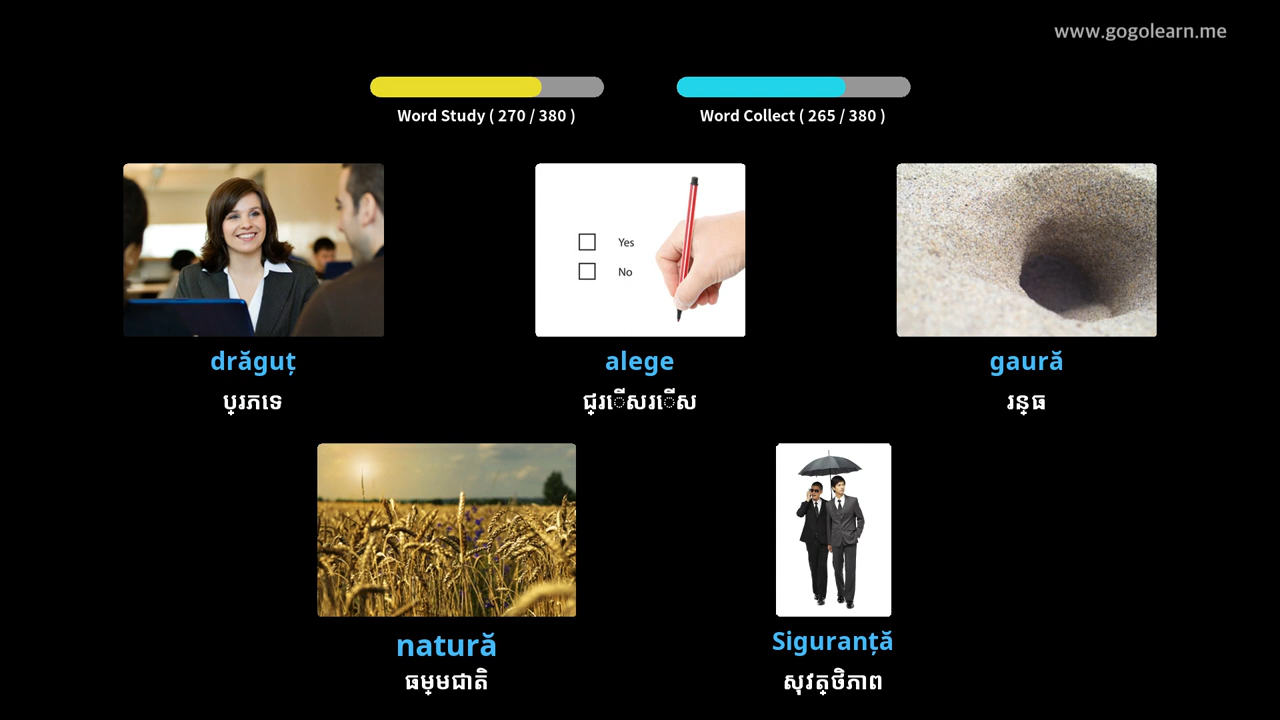 www.gogolearn.me
Word Study ( 270 / 380 )
Word Collect ( 265 / 380 )
Yes
No
drăguț
alege
gaură
ប្រភទេ
ជ្រើសរើស
រន្ធ
natură
Siguranță
ធម្មជាតិ
សុវត្ថិភាព